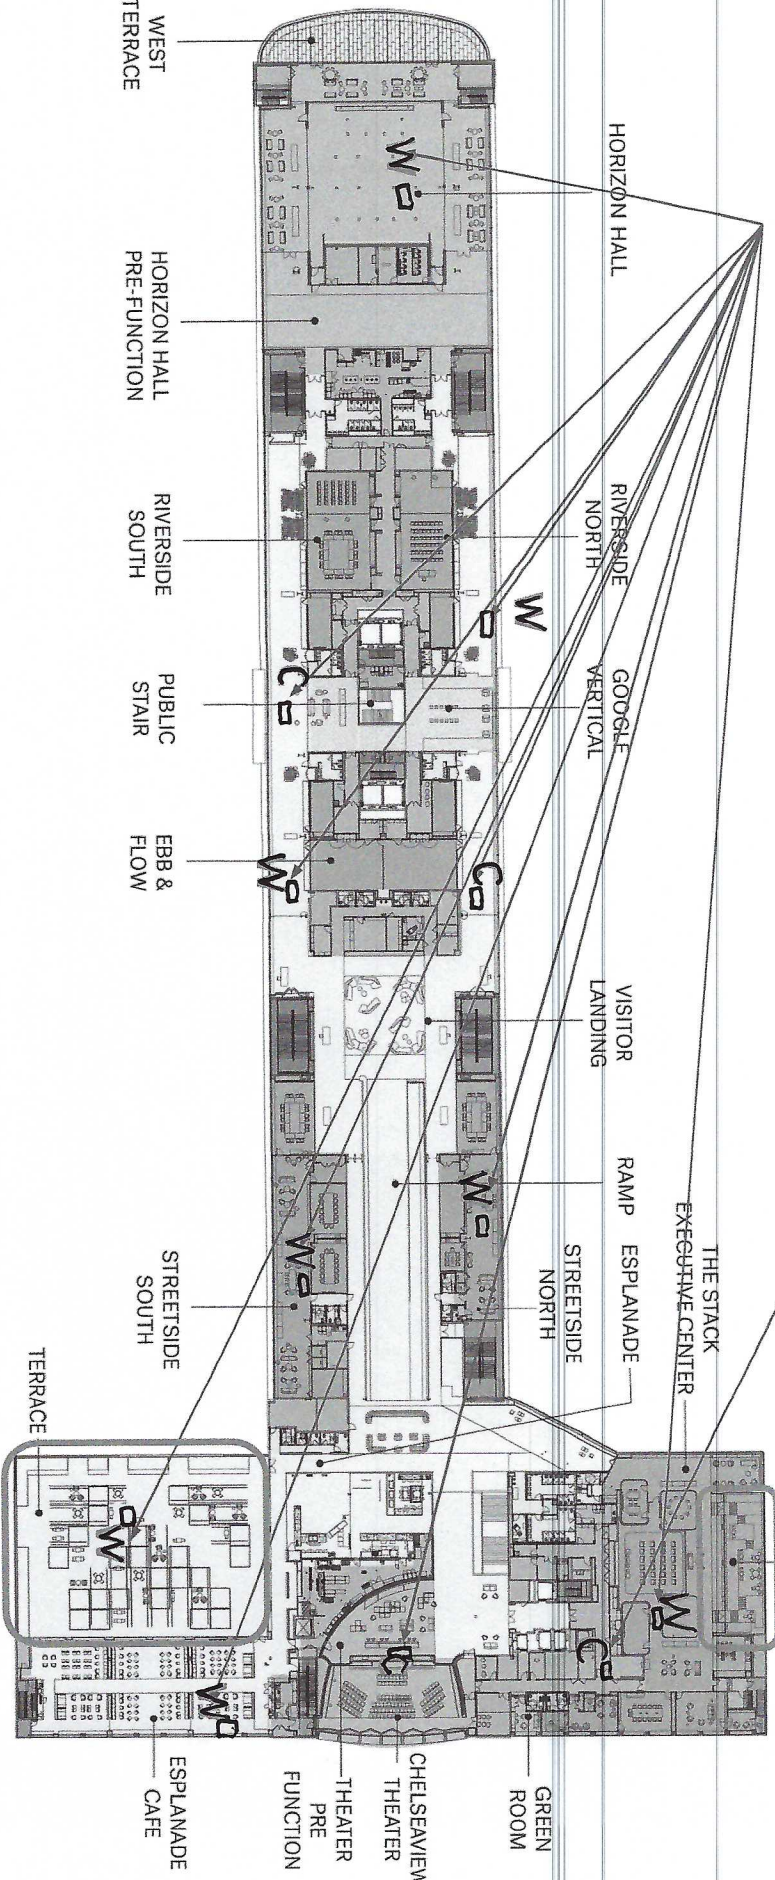 WEST
TERRACE
HORIZON HALL
HORIZON HALL
PRE-FUNCTION
RIVERSIDE
SOUTH
RIVERSIDE
NORTH
PUBLIC
STAIR
GOOGLE
VERTICAL
EBB &
FLOW
VISITOR
LANDING
RAMP
ESPLANADE
THE STACK
EXECUTIVE CENTER
STREETSIDE
NORTH
STREETSIDE
SOUTH
TERRACE
ESPLANADE
CAFE
THEATER
PRE
FUNCTION
CHELSEAVIEW
THEATER
GREEN
ROOM
W
W
C
W
C
W
W
W
W
C
C
W